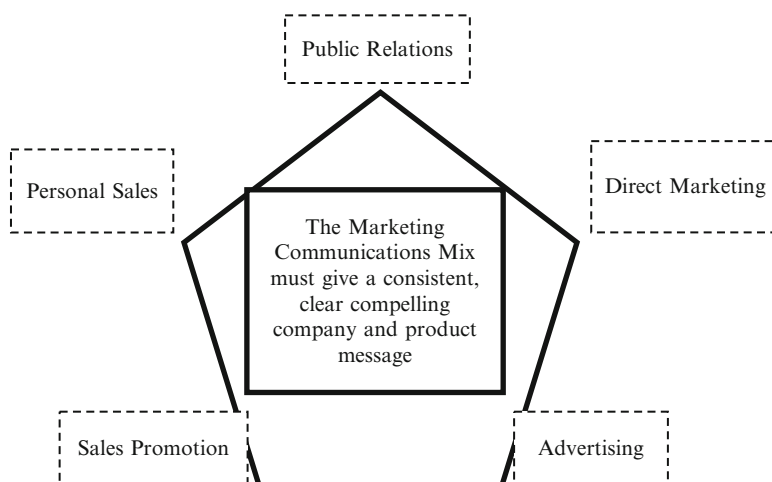 Public Relations
Personal Sales
Direct Marketing
The Marketing
Communications Mix
must give a consistent,
clear compelling
company and product
message
Sales Promotion
Advertising